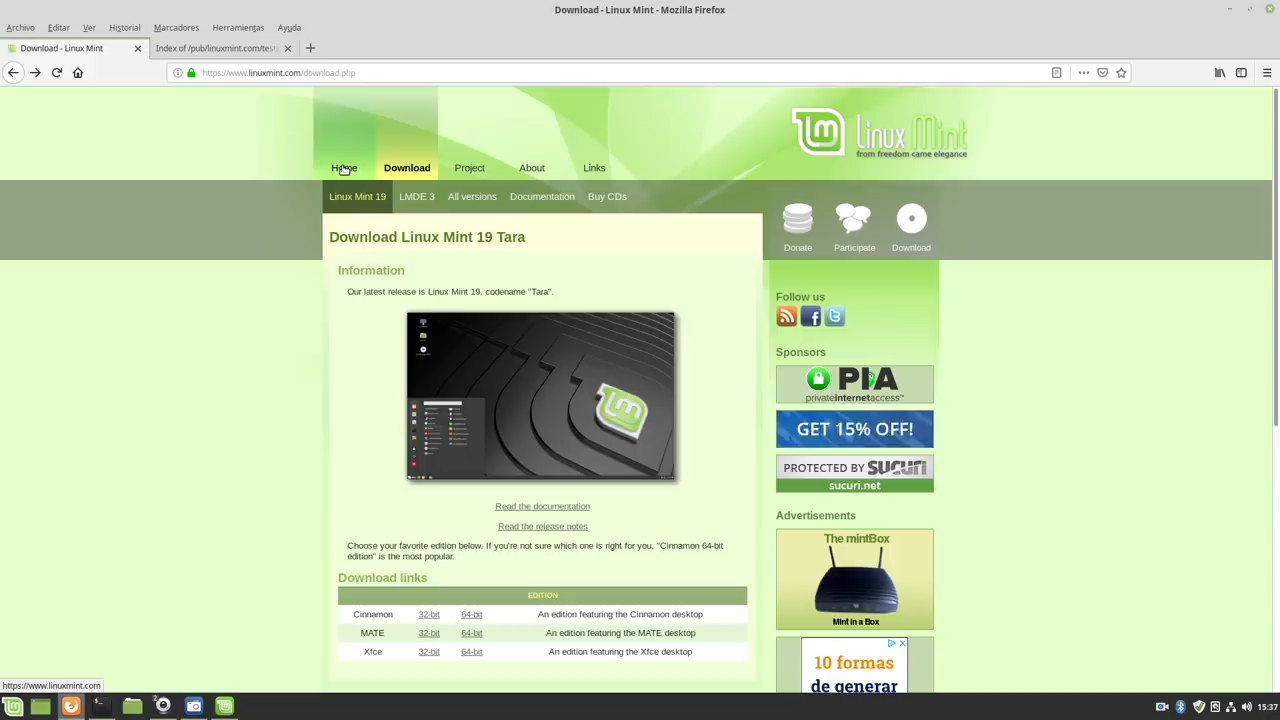 Download - Linux Mint - Mozilla Firefox
Archivo Editar Ver Historial Marcadores Herramientas Ayuda
Download - Linux Mint
Index of /pub/linuxmint.com/test
https://www.linuxmint.com/download.php
Linux Mint
from freedom came elegance
Home Download Project About Links
Linux Mint 19 LMDE 3 All versions Documentation Buy CDs
Donate Participate Download
Download Linux Mint 19 Tara
Information
Our latest release is Linux Mint 19, codename "Tara".
Read the documentation
Read the release notes
Choose your favorite edition below. If you're not sure which one is right for you, "Cinnamon 64-bit
edition" is the most popular.
Download links
EDITION
Cinnamon 32-bit 64-bit An edition featuring the Cinnamon desktop
MATE 32-bit 64-bit An edition featuring the MATE desktop
Xfce 32-bit 64-bit An edition featuring the Xfce desktop
Follow us
Sponsors
PIA
privateinternetaccess™
GET 15% OFF!
PROTECTED BY SUCURI
sucuri.net
Advertisements
The mintBox
Mint in a Box
10 formas
de generar
https://www.linuxmint.com
15:37